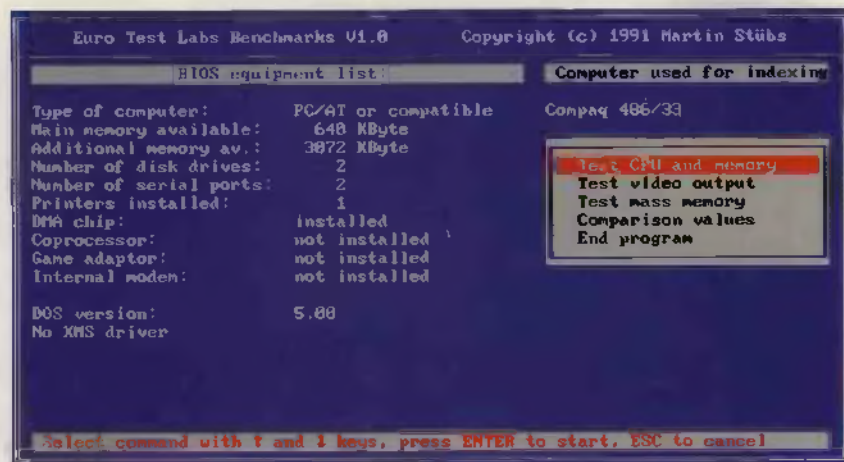 Euro Test Labs Benchmarks V1.0 Copyright (c) 1991 Martin Stübs
BIOS equipment list:
Computer used for indexing
Type of computer: PC/AT or compatible
Compaq 486/33
Main memory available: 640 KByte
Additional memory av.: 3072 KByte
Number of disk drives: 2
Number of serial ports: 2
Printers installed: 1
DMA chip: installed
Coprocessor: not installed
Game adaptor: not installed
Internal modem: not installed
DOS version: 5.00
No XMS driver
Test CPU and memory
Test video output
Test mass memory
Comparison values
End program
Select command with ↑ and ↓ keys, press ENTER to start, ESC to cancel